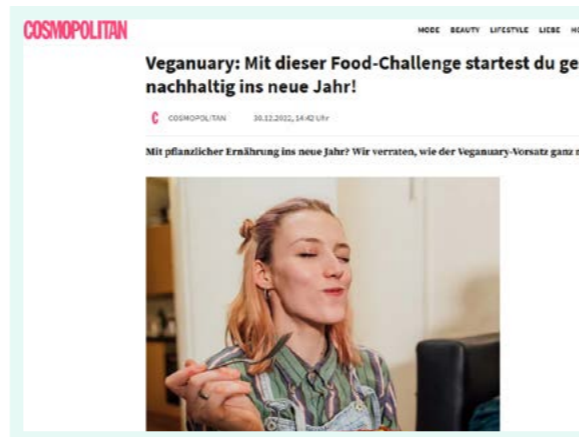 COSMOPOLITAN
MODE BEAUTY LIFESTYLE LIEBE HO
Veganuary: Mit dieser Food-Challenge startest du ge
nachhaltig ins neue Jahr!
C COSMOPOLITAN 30.12.2022, 14:42 Uhr
Mit pflanzlicher Ernährung ins neue Jahr? Wir verraten, wie der Veganuary-Vorsatz ganz